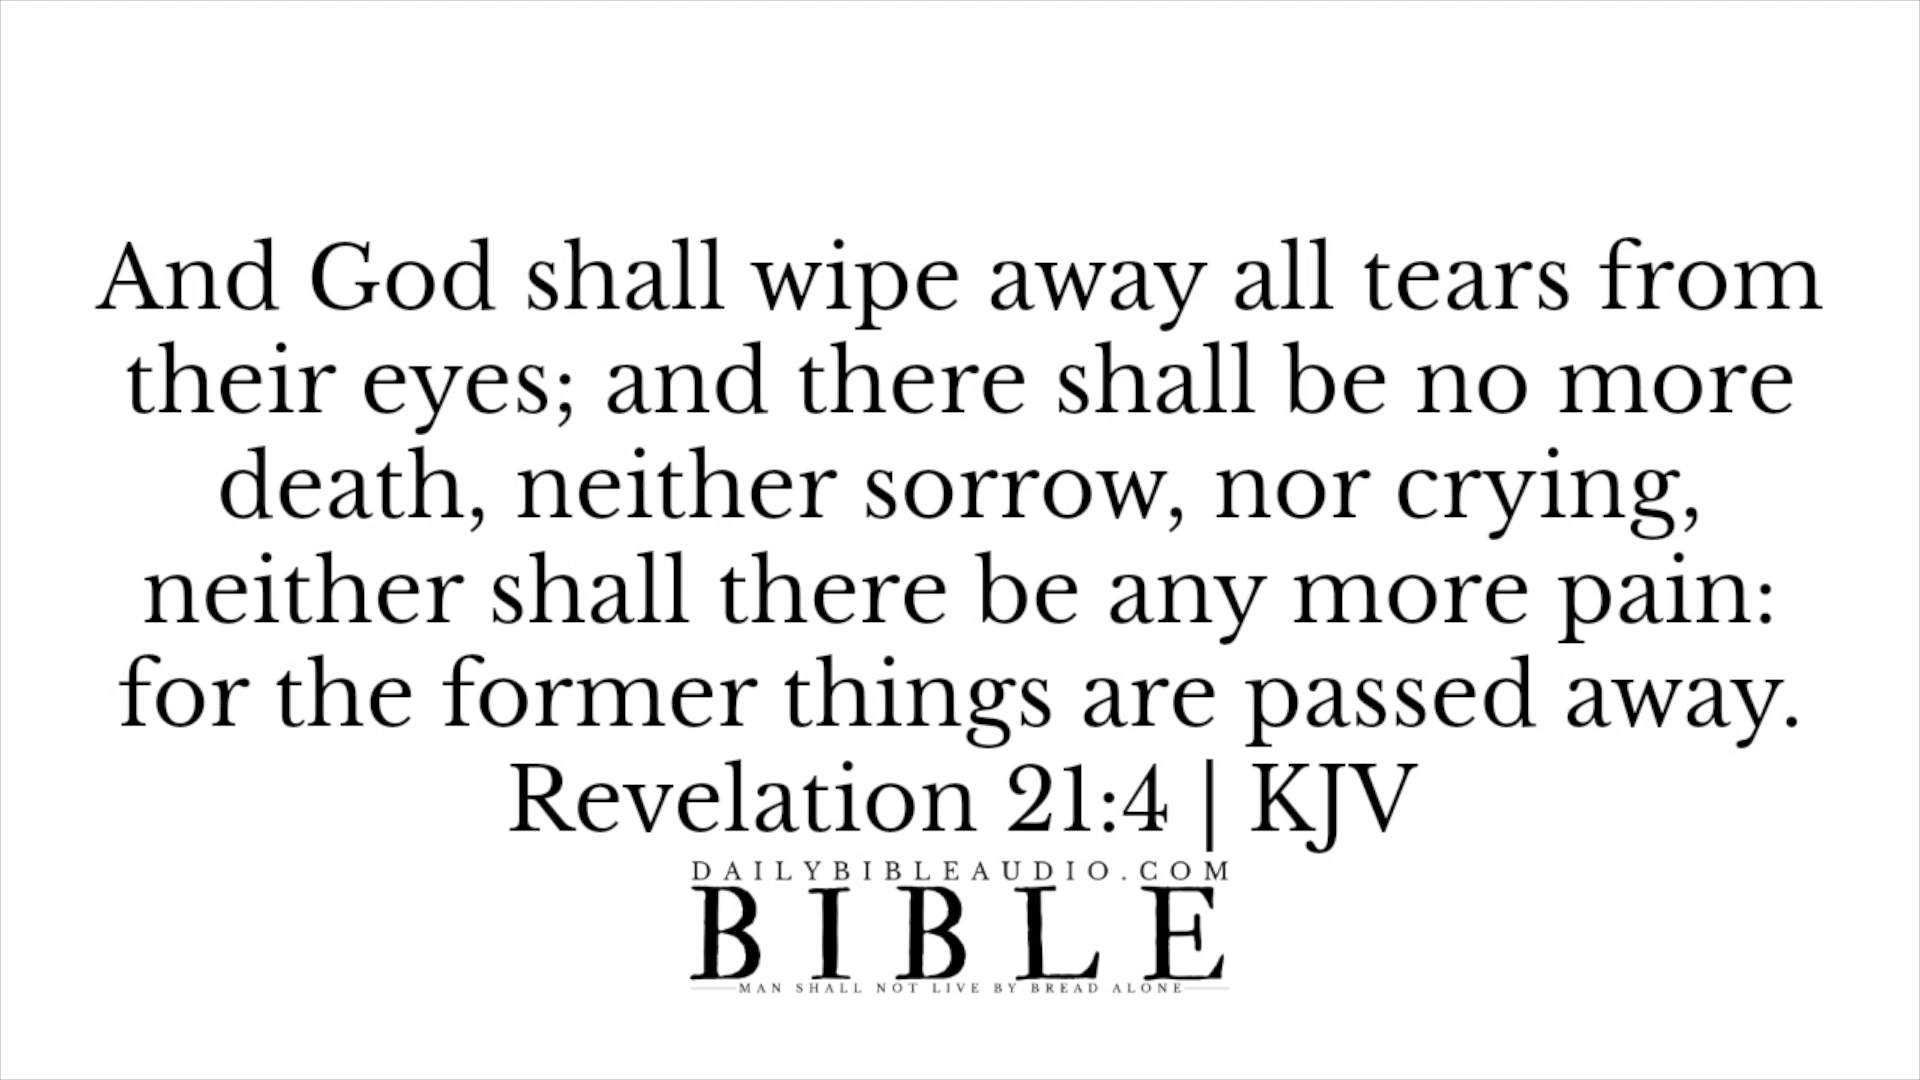 And God shall wipe away all tears from
their eyes; and there shall be no more
death, neither sorrow, nor crying,
neither shall there be any more pain:
for the former things are passed away.
Revelation 21:4 | KJV
DAILYBIBLEAUDIO.COM
BIBLE
MAN SHALL NOT LIVE BY BREAD ALONE